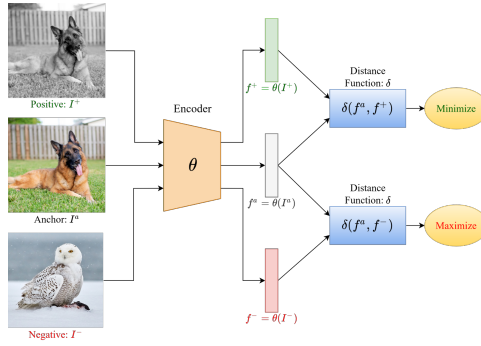 Positive: I⁺
Encoder
θ
Anchor: Iᵃ
Negative: I⁻
f⁺ = θ(I⁺)
fᵃ = θ(Iᵃ)
f⁻ = θ(I⁻)
Distance
Function: δ
δ(fᵃ, f⁺)
Minimize
Distance
Function: δ
δ(fᵃ, f⁻)
Maximize